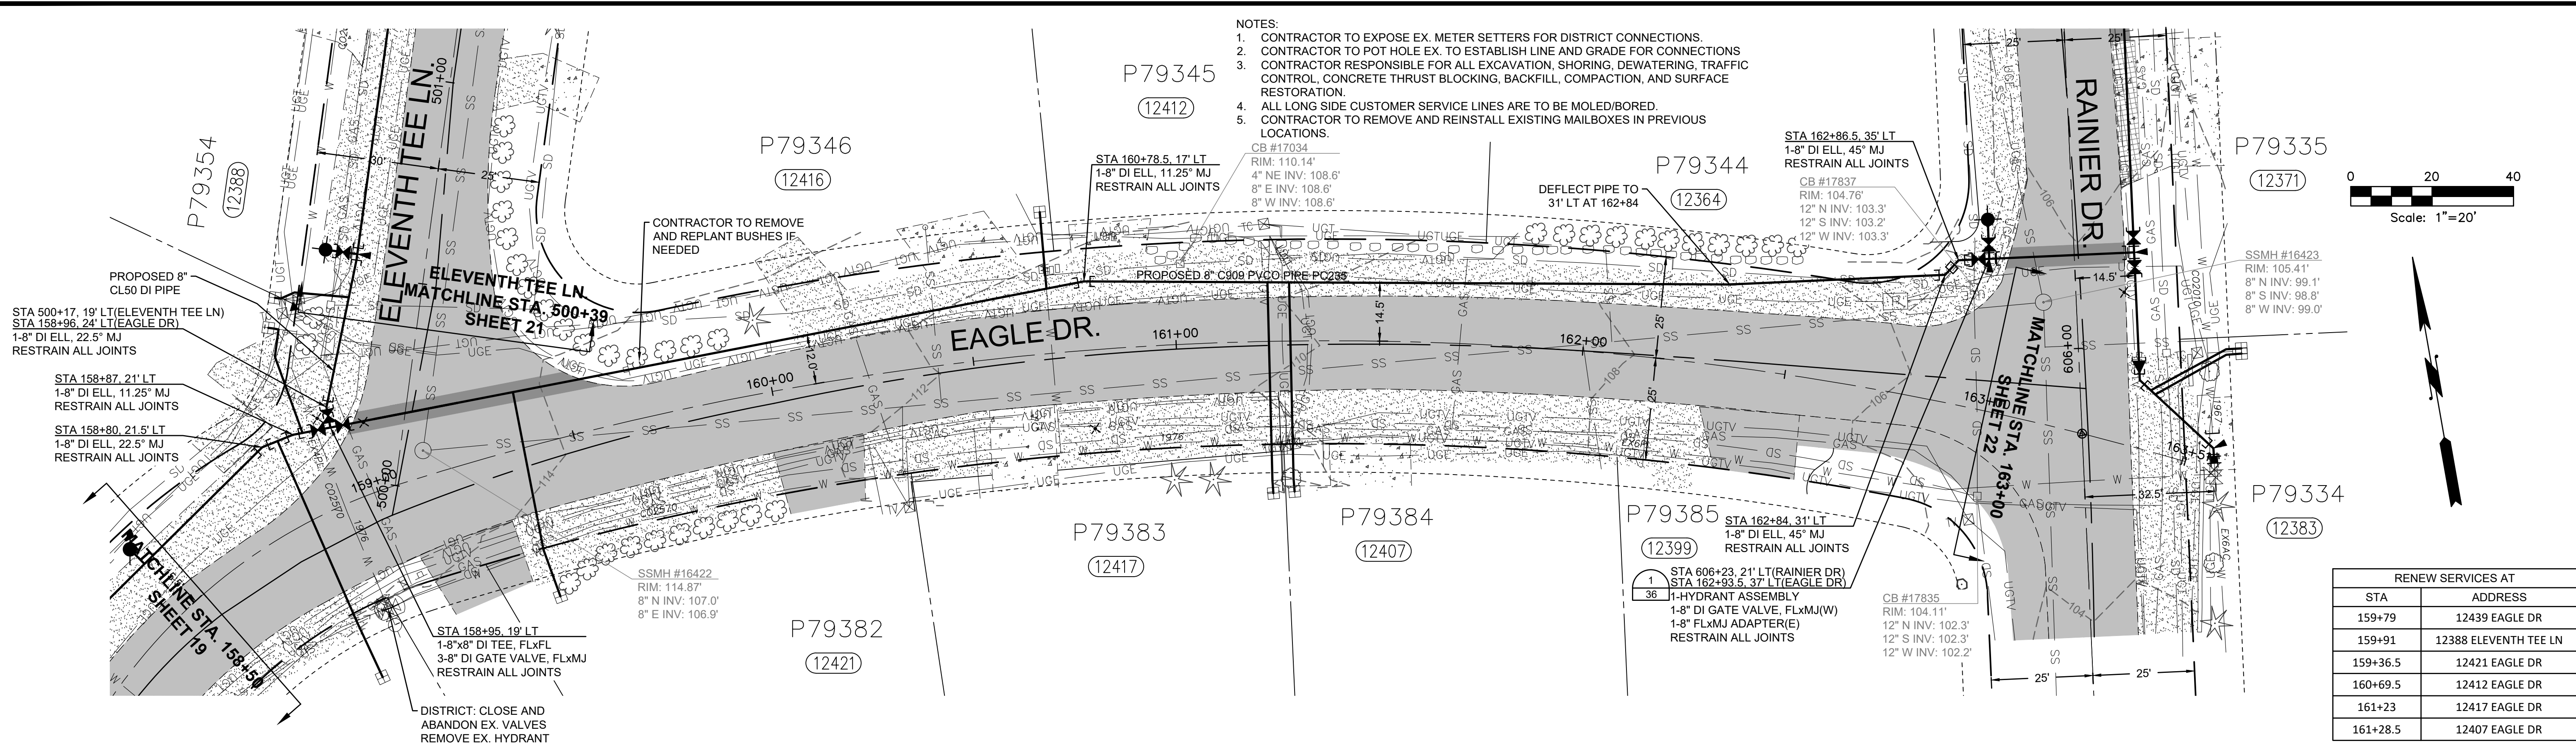 NOTES:
1. CONTRACTOR TO EXPOSE EX. METER SETTERS FOR DISTRICT CONNECTIONS.
2. CONTRACTOR TO POT HOLE EX. TO ESTABLISH LINE AND GRADE FOR CONNECTIONS
3. CONTRACTOR RESPONSIBLE FOR ALL EXCAVATION, SHORING, DEWATERING, TRAFFIC
CONTROL, CONCRETE THRUST BLOCKING, BACKFILL, COMPACTION, AND SURFACE
RESTORATION.
4. ALL LONG SIDE CUSTOMER SERVICE LINES ARE TO BE MOLED/BORED.
5. CONTRACTOR TO REMOVE AND REINSTALL EXISTING MAILBOXES IN PREVIOUS
LOCATIONS.
P79354
12388
ELEVENTH TEE LN.
501+00
30'
25'
P79346
12416
P79345
12412
CONTRACTOR TO REMOVE
AND REPLANT BUSHES IF
NEEDED
STA 160+78.5, 17' LT
1-8" DI ELL, 11.25° MJ
RESTRAIN ALL JOINTS
CB #17034
RIM: 110.14'
4" NE INV: 108.6'
8" E INV: 108.6'
8" W INV: 108.6'
P79344
12364
DEFLECT PIPE TO
31' LT AT 162+84
STA 162+86.5, 35' LT
1-8" DI ELL, 45° MJ
RESTRAIN ALL JOINTS
CB #17837
RIM: 104.76'
12" N INV: 103.3'
12" S INV: 103.2'
12" W INV: 103.3'
25'
25'
RAINIER DR.
P79335
12371
0 20 40
Scale: 1"=20'
SSMH #16423
RIM: 105.41'
8" N INV: 99.1'
8" S INV: 98.8'
8" W INV: 99.0'
PROPOSED 8"
CL50 DI PIPE
ELEVENTH TEE LN
MATCHLINE STA. 500+39
SHEET 21
STA 500+17, 19' LT(ELEVENTH TEE LN)
STA 158+96, 24' LT(EAGLE DR)
1-8" DI ELL, 22.5° MJ
RESTRAIN ALL JOINTS
STA 158+87, 21' LT
1-8" DI ELL, 11.25° MJ
RESTRAIN ALL JOINTS
STA 158+80, 21.5' LT
1-8" DI ELL, 22.5° MJ
RESTRAIN ALL JOINTS
PROPOSED 8" C909 PVCO PIPE PC235
EAGLE DR.
160+00
161+00
162+00
12.0'
14.5'
25'
25'
14.5'
606+00
32.5'
500+00
MATCHLINE STA. 158+50
SHEET 19
MATCHLINE STA. 163+00
SHEET 22
114
112
110
108
106
106
104
SSMH #16422
RIM: 114.87'
8" N INV: 107.0'
8" E INV: 106.9'
STA 158+95, 19' LT
1-8"x8" DI TEE, FLxFL
3-8" DI GATE VALVE, FLxMJ
RESTRAIN ALL JOINTS
DISTRICT: CLOSE AND
ABANDON EX. VALVES
REMOVE EX. HYDRANT
P79382
12421
P79383
12417
P79384
12407
P79385
12399
STA 162+84, 31' LT
1-8" DI ELL, 45° MJ
RESTRAIN ALL JOINTS
1
36
STA 606+23, 21' LT(RAINIER DR)
STA 162+93.5, 37' LT(EAGLE DR)
1-HYDRANT ASSEMBLY
1-8" DI GATE VALVE, FLxMJ(W)
1-8" FLxMJ ADAPTER(E)
RESTRAIN ALL JOINTS
CB #17835
RIM: 104.11'
12" N INV: 102.3'
12" S INV: 102.3'
12" W INV: 102.2'
25'
25'
P79334
12383
RENEW SERVICES AT
STA ADDRESS
159+79 12439 EAGLE DR
159+91 12388 ELEVENTH TEE LN
159+36.5 12421 EAGLE DR
160+69.5 12412 EAGLE DR
161+23 12417 EAGLE DR
161+28.5 12407 EAGLE DR